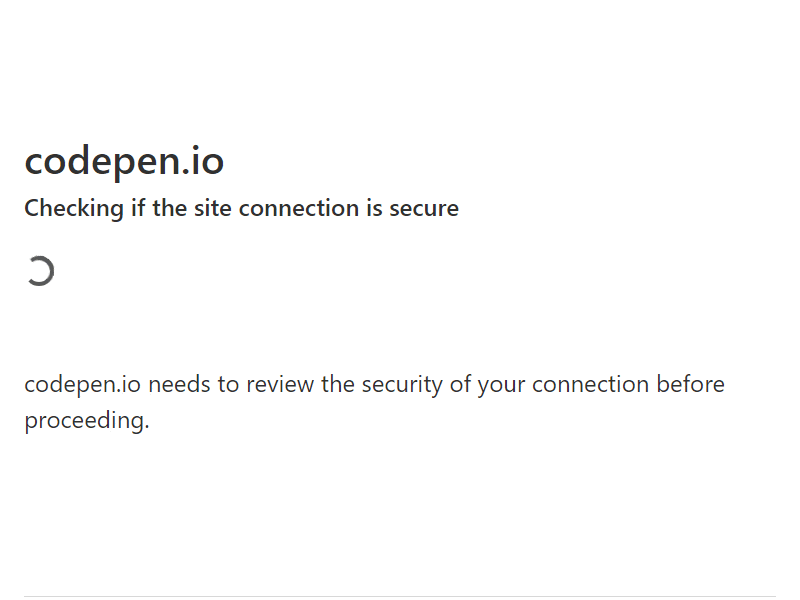 codepen.io
Checking if the site connection is secure
codepen.io needs to review the security of your connection before
proceeding.